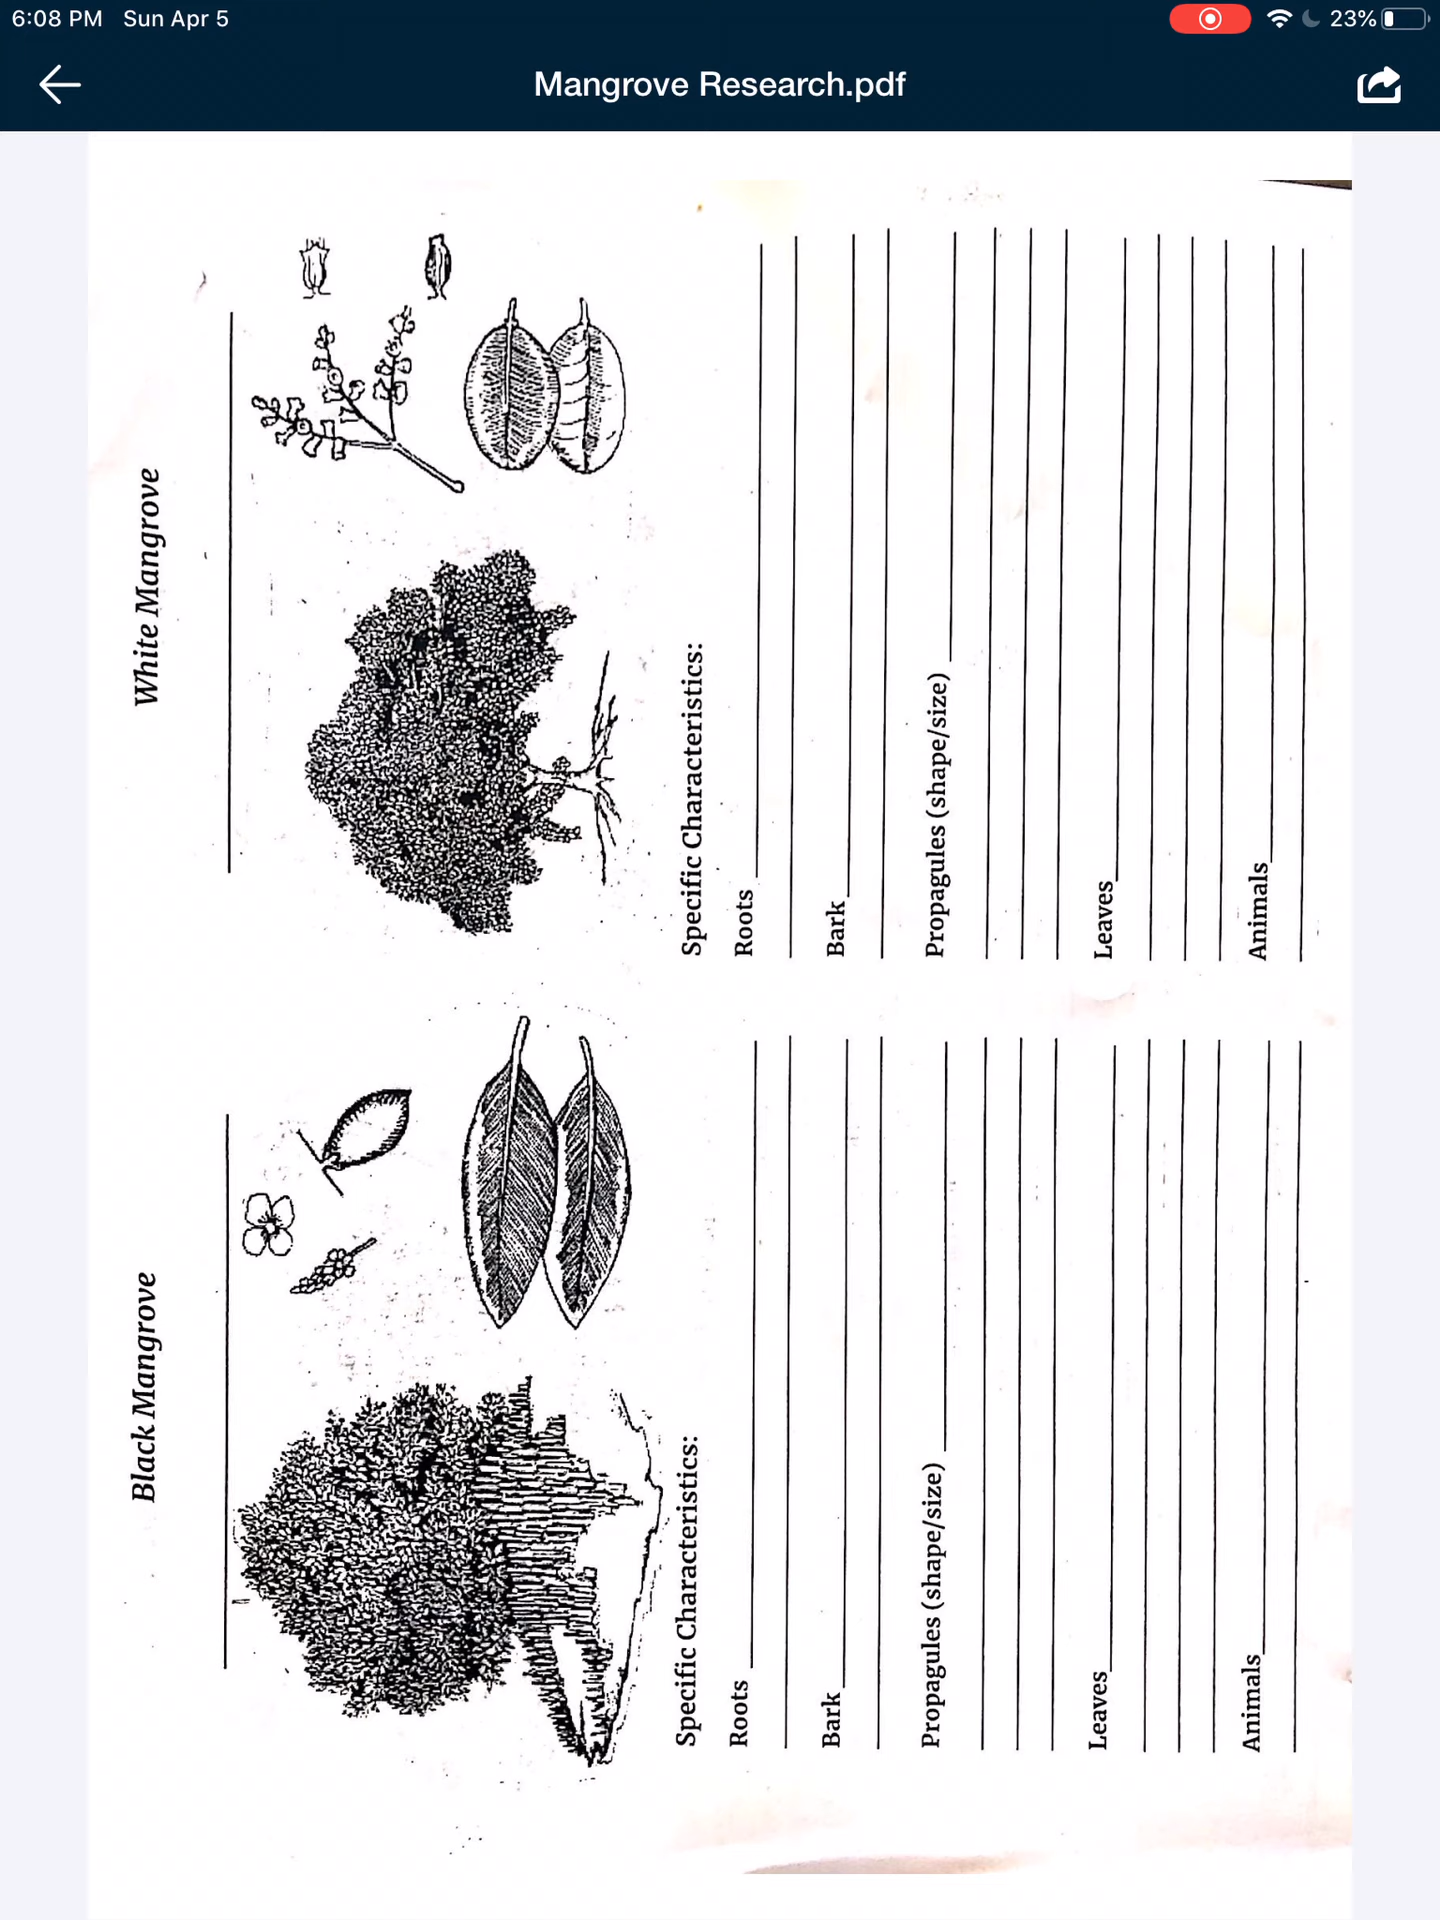 6:08 PM Sun Apr 5
23%
Mangrove Research.pdf
Black Mangrove
Specific Characteristics:
Roots
Bark
Propagules (shape/size)
Leaves
Animals
White Mangrove
Specific Characteristics:
Roots
Bark
Propagules (shape/size)
Leaves
Animals